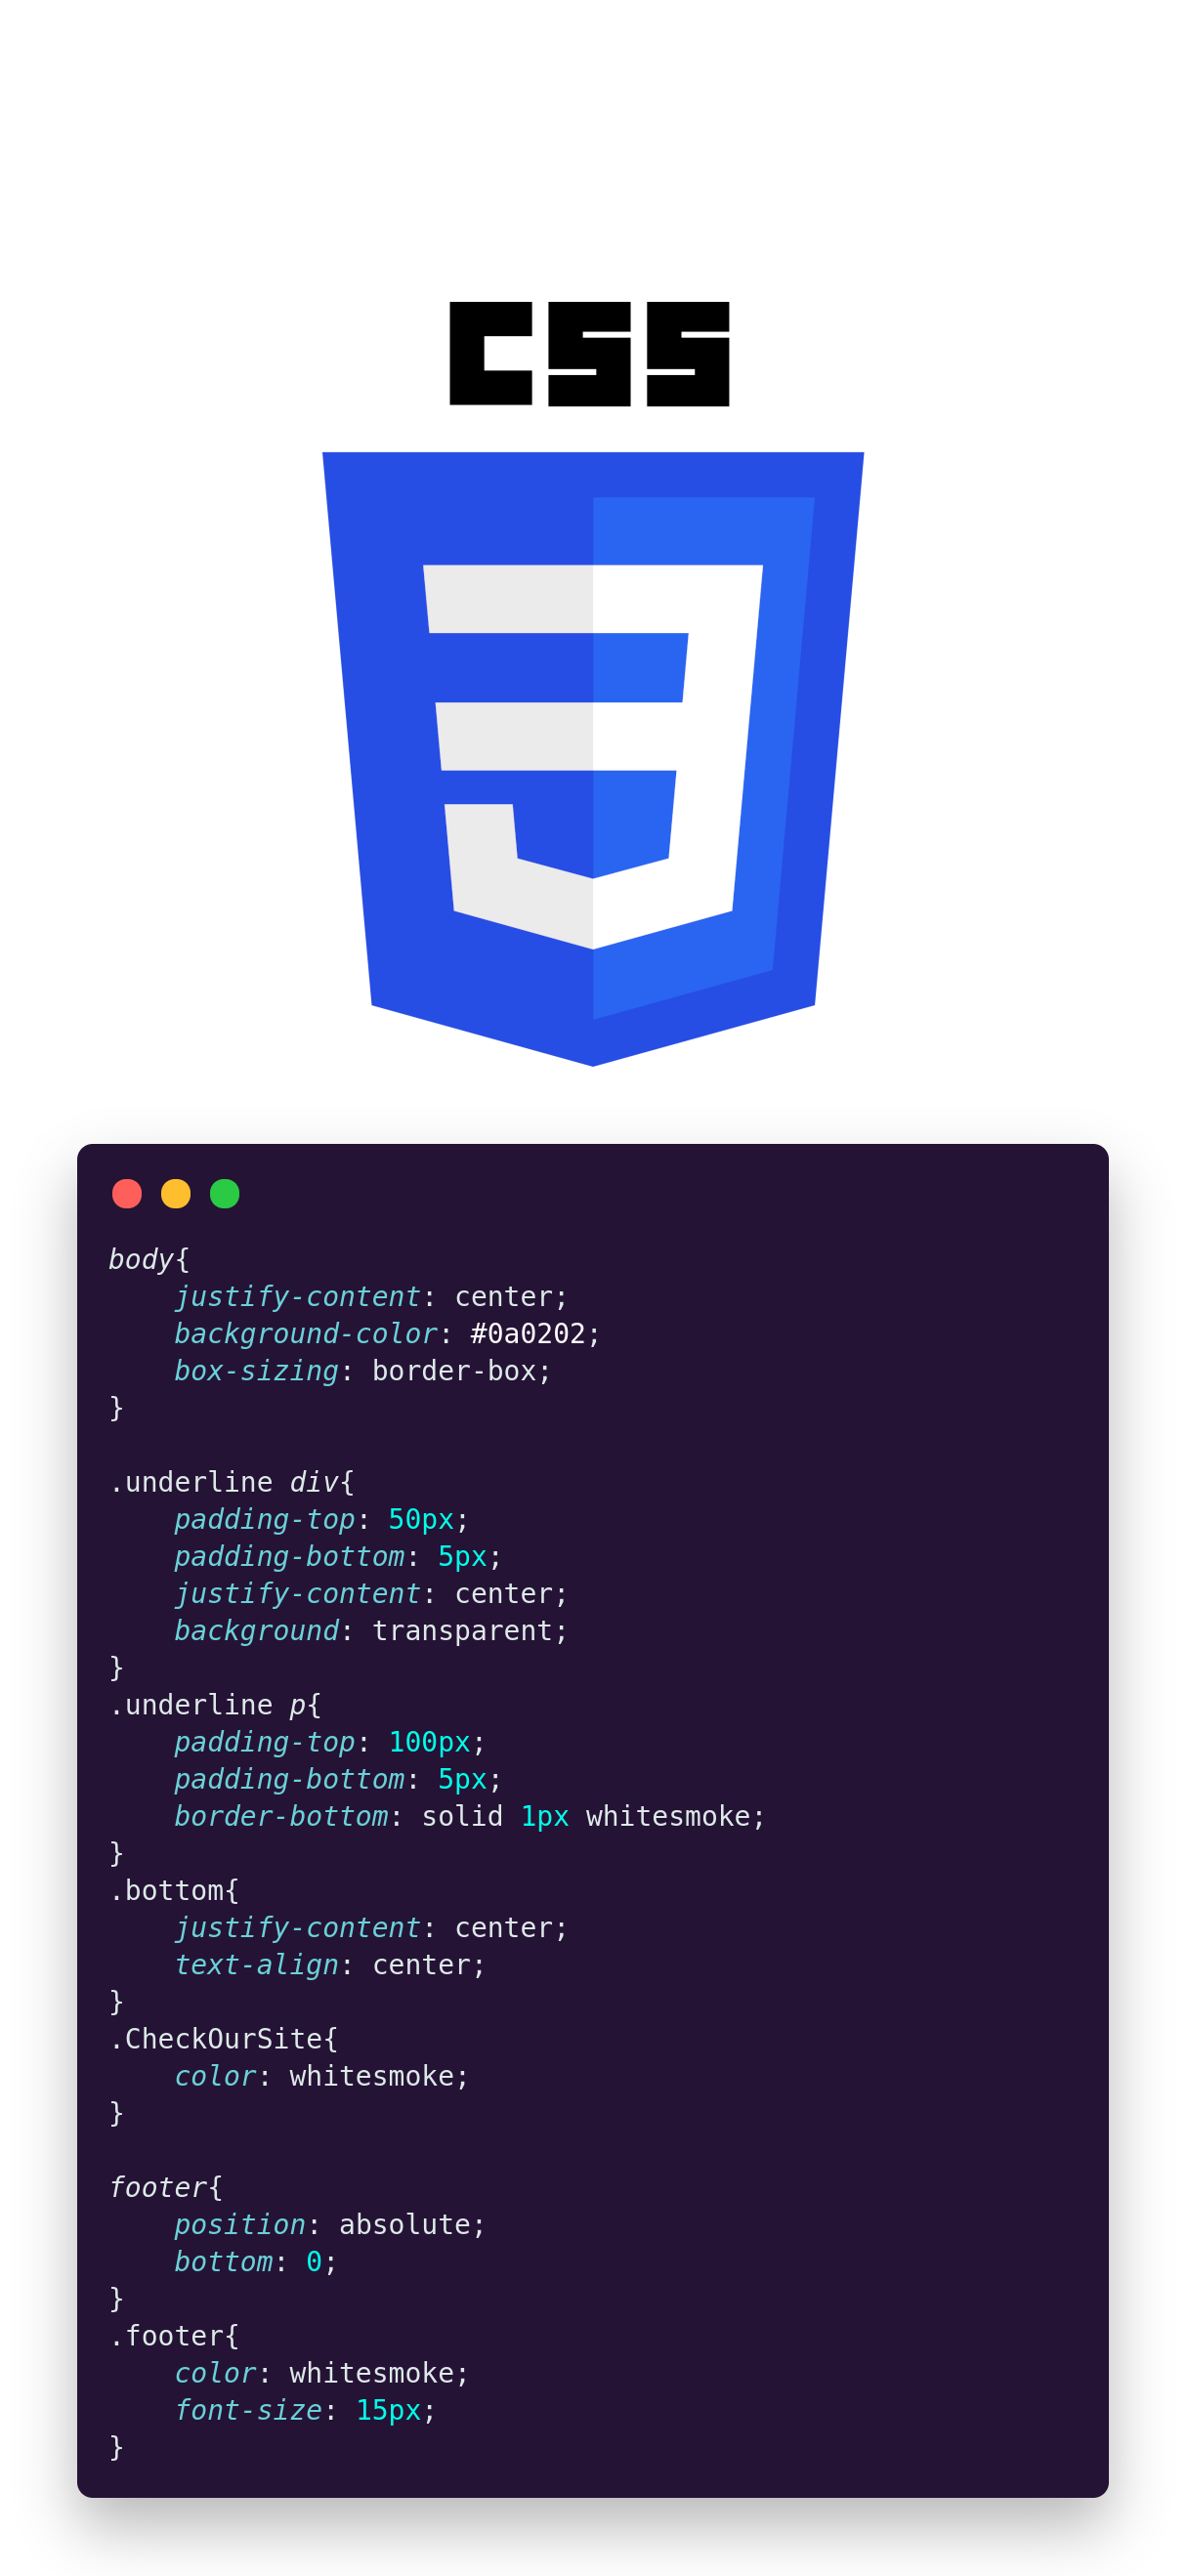 CSS
body{
    justify-content: center;
    background-color: #0a0202;
    box-sizing: border-box;
}

.underline div{
    padding-top: 50px;
    padding-bottom: 5px;
    justify-content: center;
    background: transparent;
}
.underline p{
    padding-top: 100px;
    padding-bottom: 5px;
    border-bottom: solid 1px whitesmoke;
}
.bottom{
    justify-content: center;
    text-align: center;
}
.CheckOurSite{
    color: whitesmoke;
}

footer{
    position: absolute;
    bottom: 0;
}
.footer{
    color: whitesmoke;
    font-size: 15px;
}